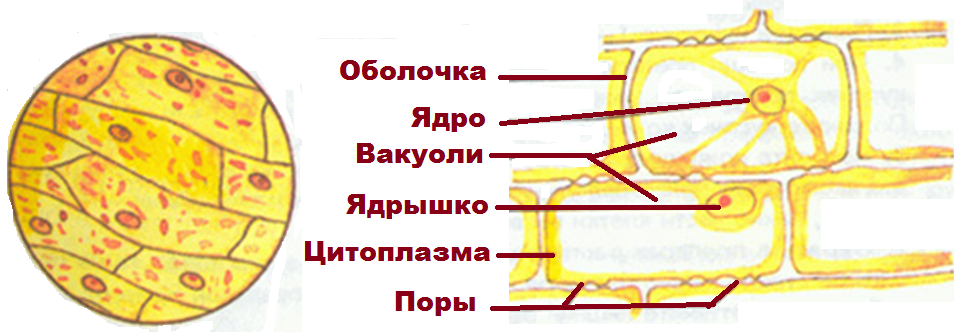 Оболочка
Ядро
Вакуоли
Ядрышко
Цитоплазма
Поры